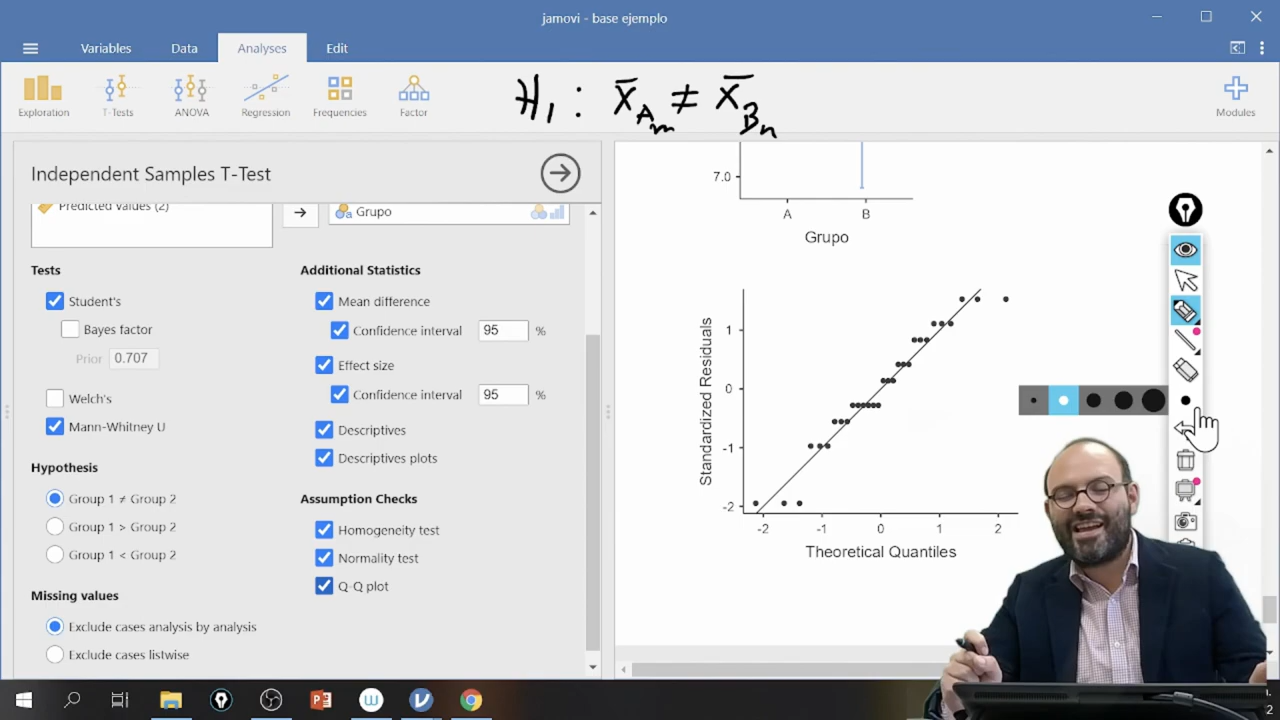 jamovi - base ejemplo
Variables Data Analyses Edit
Exploration T-Tests ANOVA Regression Frequencies Factor Modules
H₁ : X̄Aₘ ≠ X̄Bₙ
Independent Samples T-Test
Predicted Values (2)
Grupo
Tests
Student's
Bayes factor
Prior 0.707
Welch's
Mann-Whitney U
Hypothesis
Group 1 ≠ Group 2
Group 1 > Group 2
Group 1 < Group 2
Missing values
Exclude cases analysis by analysis
Exclude cases listwise
Additional Statistics
Mean difference
Confidence interval 95 %
Effect size
Confidence interval 95 %
Descriptives
Descriptives plots
Assumption Checks
Homogeneity test
Normality test
Q-Q plot
7.0
A B
Grupo
Standardized Residuals
1
0
-1
-2
-2 -1 0 1 2
Theoretical Quantiles